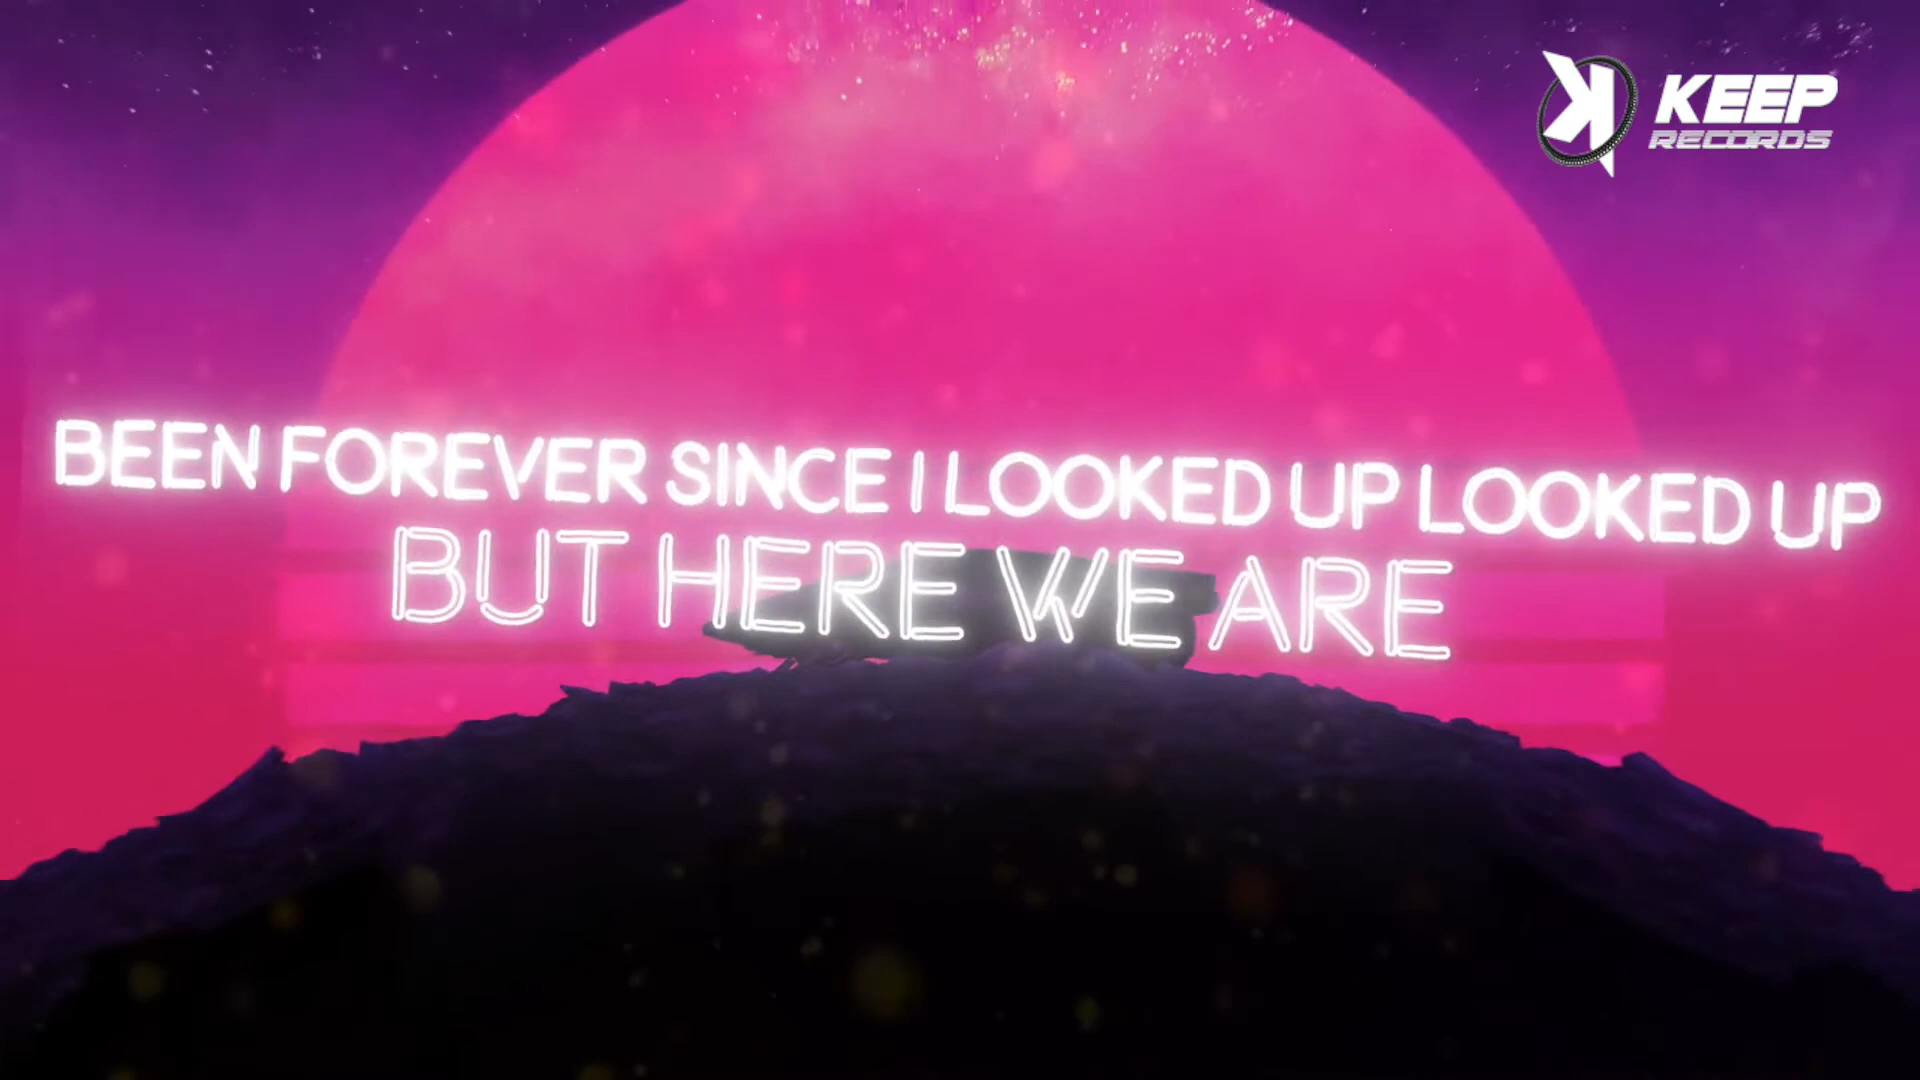 KEEP
RECORDS
BEEN FOREVER SINCE I LOOKED UP LOOKED UP
BUT HERE WE ARE